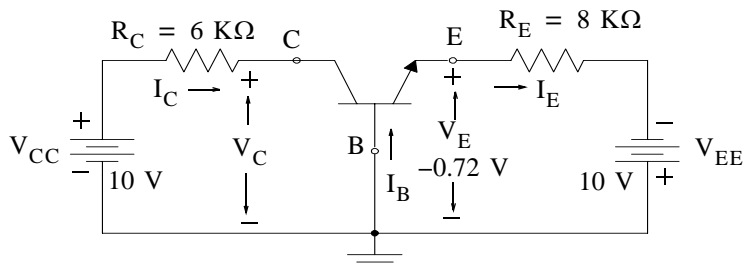 R_C = 6 KΩ
C
E
R_E = 8 KΩ
I_C
+
+
I_E
+
V_CC
−
10 V
V_C
−
B
I_B
V_E
−0.72 V
−
−
V_EE
10 V
+